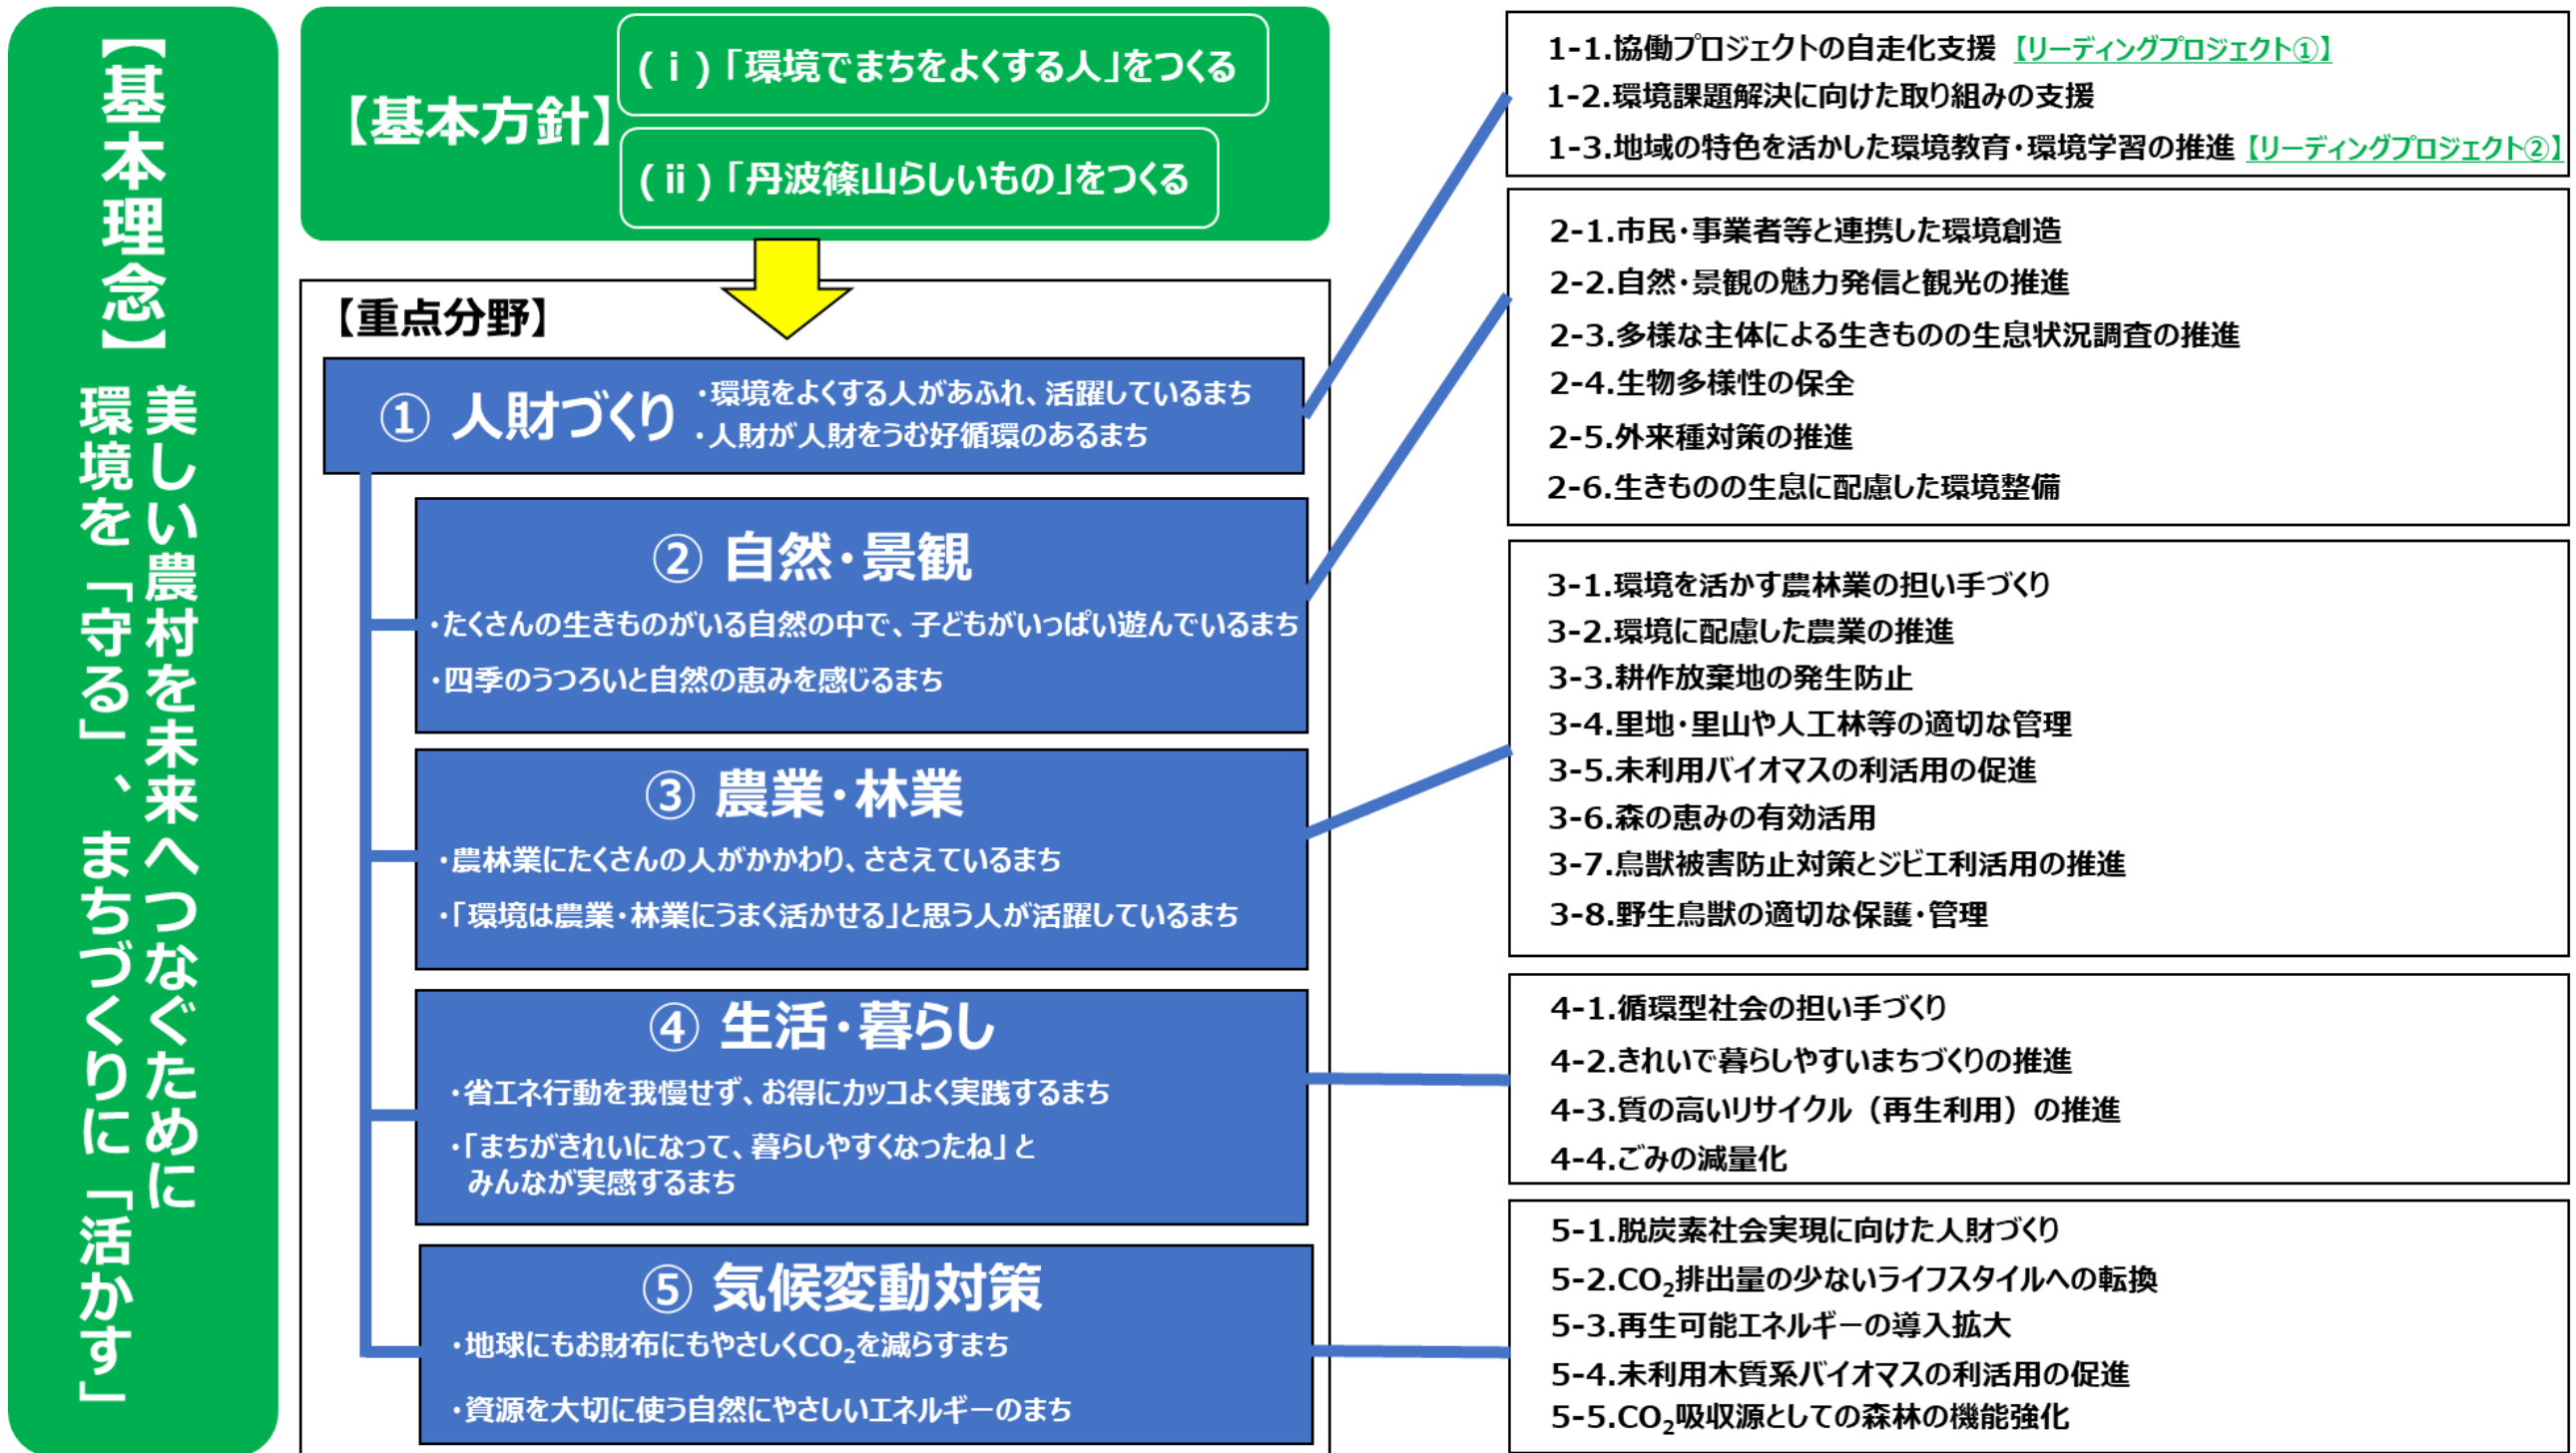 【基本理念】
美しい農村を未来へつなぐために
環境を「守る」、まちづくりに「活かす」
【基本方針】
(ⅰ)「環境でまちをよくする人」をつくる
(ⅱ)「丹波篠山らしいもの」をつくる
【重点分野】
① 人財づくり
・環境をよくする人があふれ、活躍しているまち
・人財が人財をうむ好循環のあるまち
② 自然・景観
・たくさんの生きものがいる自然の中で、子どもがいっぱい遊んでいるまち
・四季のうつろいと自然の恵みを感じるまち
③ 農業・林業
・農林業にたくさんの人がかかわり、ささえているまち
・「環境は農業・林業にうまく活かせる」と思う人が活躍しているまち
④ 生活・暮らし
・省エネ行動を我慢せず、お得にカッコよく実践するまち
・「まちがきれいになって、暮らしやすくなったね」と
みんなが実感するまち
⑤ 気候変動対策
・地球にもお財布にもやさしくCO₂を減らすまち
・資源を大切に使う自然にやさしいエネルギーのまち
1-1.協働プロジェクトの自走化支援 【リーディングプロジェクト①】
1-2.環境課題解決に向けた取り組みの支援
1-3.地域の特色を活かした環境教育・環境学習の推進 【リーディングプロジェクト②】
2-1.市民・事業者等と連携した環境創造
2-2.自然・景観の魅力発信と観光の推進
2-3.多様な主体による生きものの生息状況調査の推進
2-4.生物多様性の保全
2-5.外来種対策の推進
2-6.生きものの生息に配慮した環境整備
3-1.環境を活かす農林業の担い手づくり
3-2.環境に配慮した農業の推進
3-3.耕作放棄地の発生防止
3-4.里地・里山や人工林等の適切な管理
3-5.未利用バイオマスの利活用の促進
3-6.森の恵みの有効活用
3-7.鳥獣被害防止対策とジビエ利活用の推進
3-8.野生鳥獣の適切な保護・管理
4-1.循環型社会の担い手づくり
4-2.きれいで暮らしやすいまちづくりの推進
4-3.質の高いリサイクル（再生利用）の推進
4-4.ごみの減量化
5-1.脱炭素社会実現に向けた人財づくり
5-2.CO₂排出量の少ないライフスタイルへの転換
5-3.再生可能エネルギーの導入拡大
5-4.未利用木質系バイオマスの利活用の促進
5-5.CO₂吸収源としての森林の機能強化